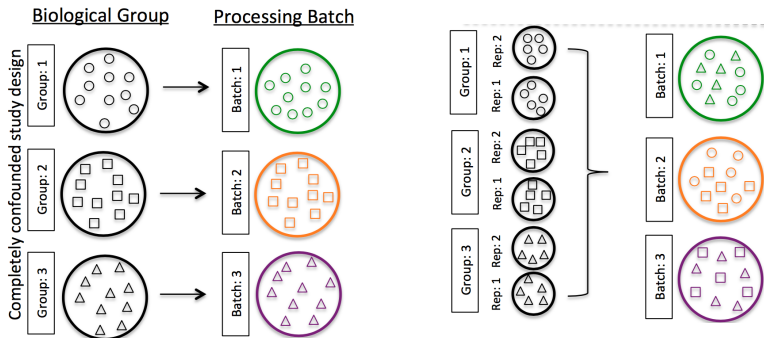 Biological Group
Processing Batch
Completely confounded study design
Group: 1
Batch: 1
Group: 2
Batch: 2
Group: 3
Batch: 3
Group: 1
Rep: 2
Rep: 1
Group: 2
Rep: 2
Rep: 1
Group: 3
Rep: 2
Rep: 1
Batch: 1
Batch: 2
Batch: 3